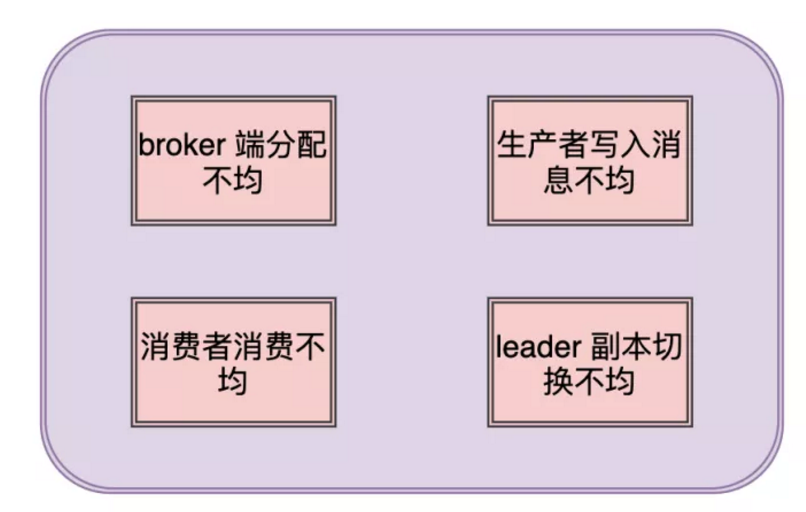 broker 端分配
不均
生产者写入消
息不均
消费者消费不
均
leader 副本切
换不均